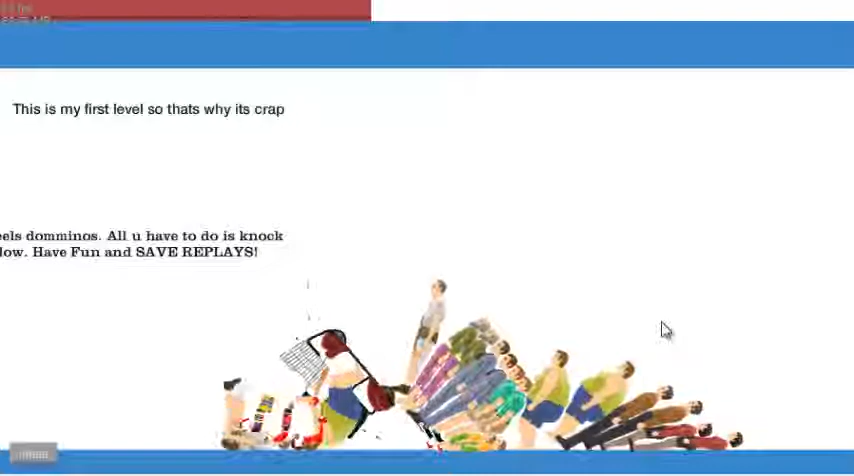 This is my first level so thats why its crap
eels domminos. All u have to do is knock
low. Have Fun and SAVE REPLAYS!